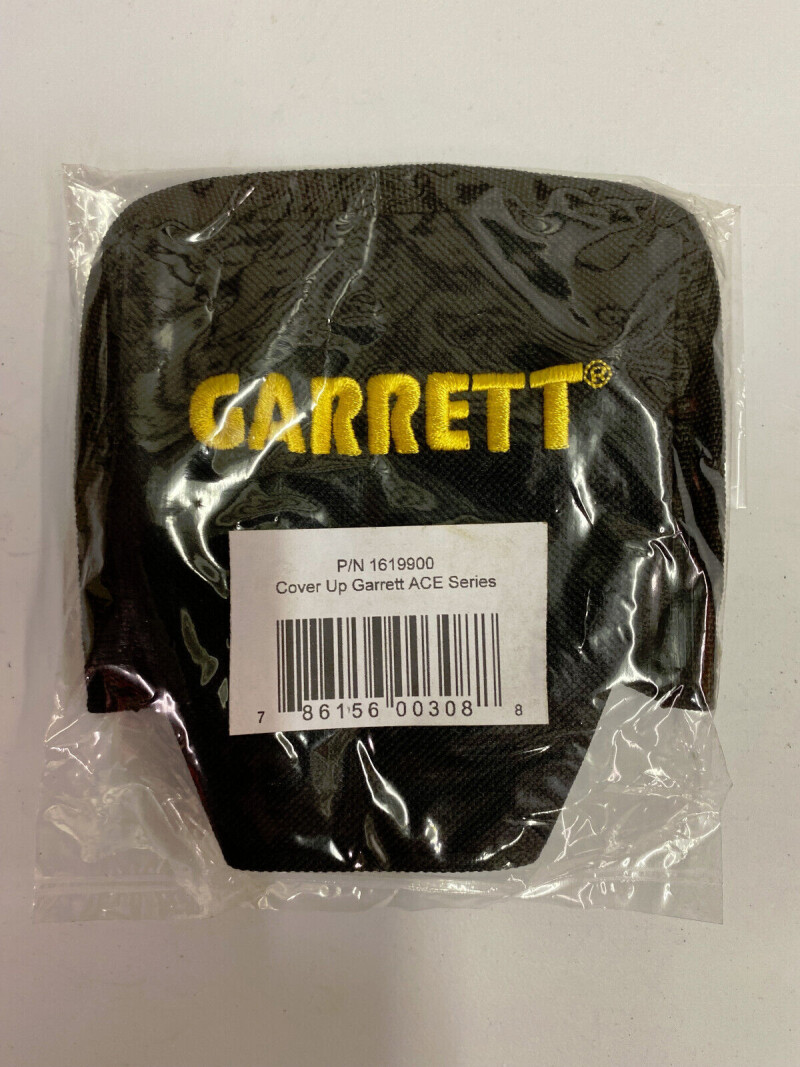 GARRETT®
P/N 1619900
Cover Up Garrett ACE Series
7 86156 00308 8